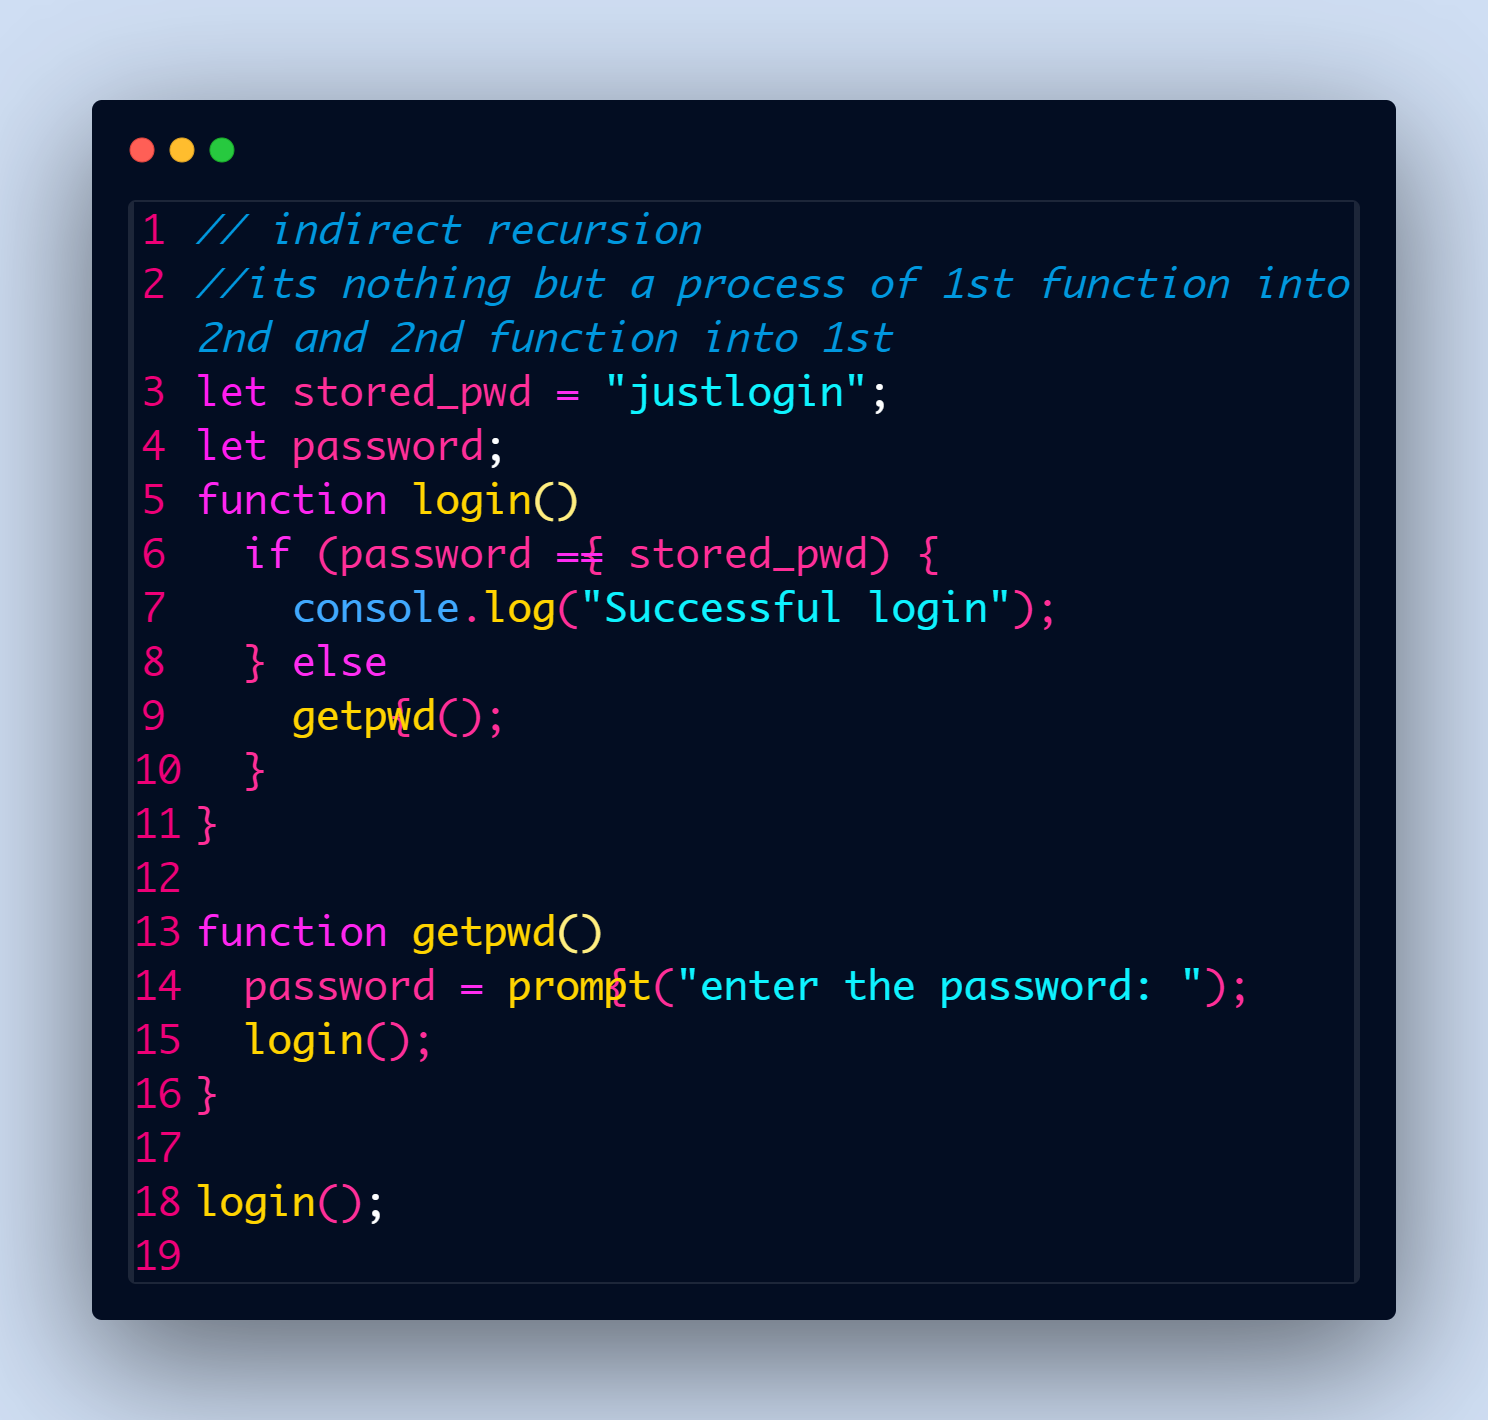 1 // indirect recursion
2 //its nothing but a process of 1st function into
2nd and 2nd function into 1st
3 let stored_pwd = "justlogin";
4 let password;
5 function login()
6 if (password == { stored_pwd) {
7 console.log("Successful login");
8 } else
9 getpwd{();
10 }
11 }
12
13 function getpwd()
14 password = prompt{("enter the password: ");
15 login();
16 }
17
18 login();
19